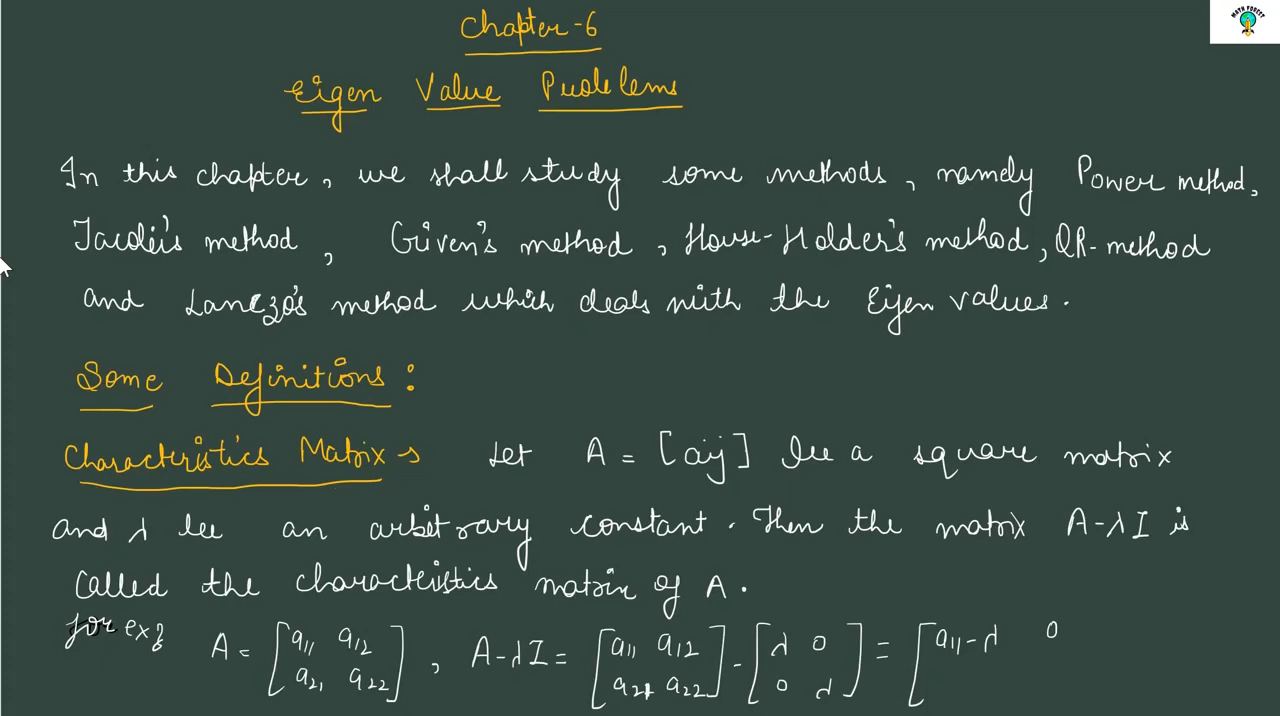 Chapter-6
MATH FOREST
Eigen Value Problems
In this chapter, we shall study some methods, namely Power method,
Jacobi's method, Given's method, House-Holder's method, QR-method
and Lanczo's method which deals with the Eigen values.
Some Definitions:
Characteristics Matrix → Let A = [aij] be a square matrix
and λ be an arbitrary constant. Then the matrix A-λI is
called the characteristics matrix of A.
for ex: A = [a₁₁ a₁₂ a₂₁ a₂₂], A-λI = [a₁₁ a₁₂ a₂₁ a₂₂] - [λ 0 0 λ] = [a₁₁-λ 0